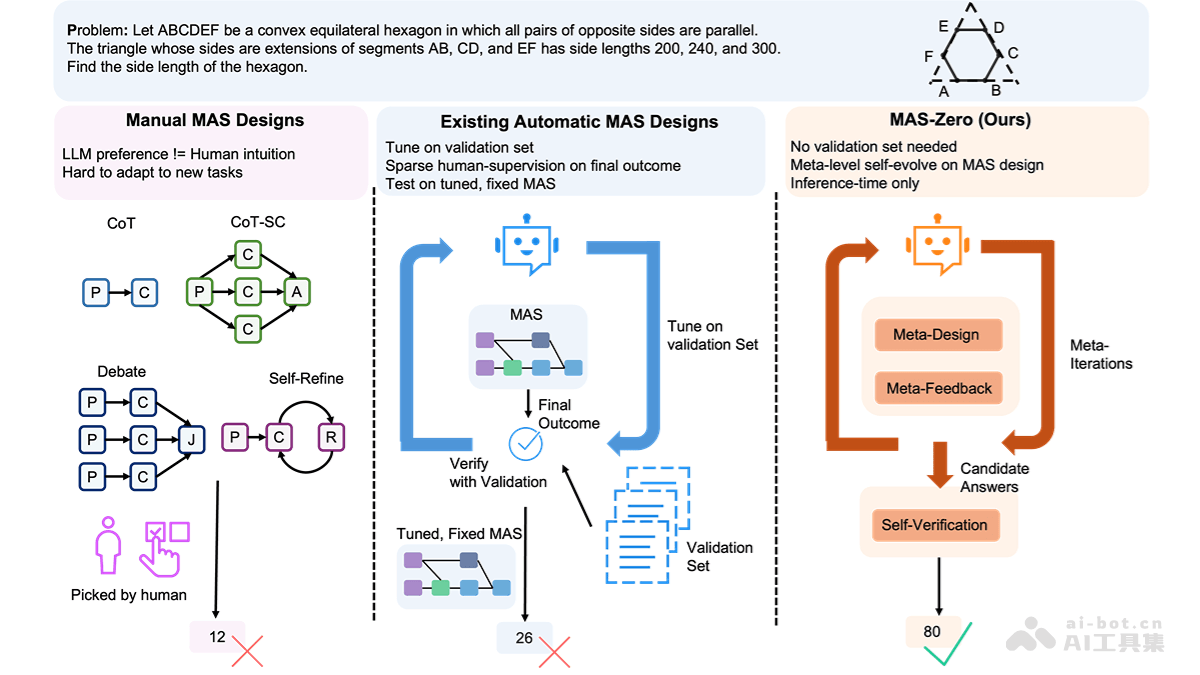 Problem: Let ABCDEF be a convex equilateral hexagon in which all pairs of opposite sides are parallel.
The triangle whose sides are extensions of segments AB, CD, and EF has side lengths 200, 240, and 300.
Find the side length of the hexagon.
E
D
F
C
A
B
Manual MAS Designs
LLM preference != Human intuition
Hard to adapt to new tasks
CoT
P
C
CoT-SC
C
P
C
A
C
Debate
P
C
P
C
J
P
C
Self-Refine
P
C
R
Picked by human
12
Existing Automatic MAS Designs
Tune on validation set
Sparse human-supervision on final outcome
Test on tuned, fixed MAS
MAS
Tune on
validation Set
Final
Outcome
Verify
with Validation
Tuned, Fixed MAS
Validation
Set
26
MAS-Zero (Ours)
No validation set needed
Meta-level self-evolve on MAS design
Inference-time only
Meta-Design
Meta-Feedback
Meta-
Iterations
Candidate
Answers
Self-Verification
80
ai-bot.cn
AI工具集